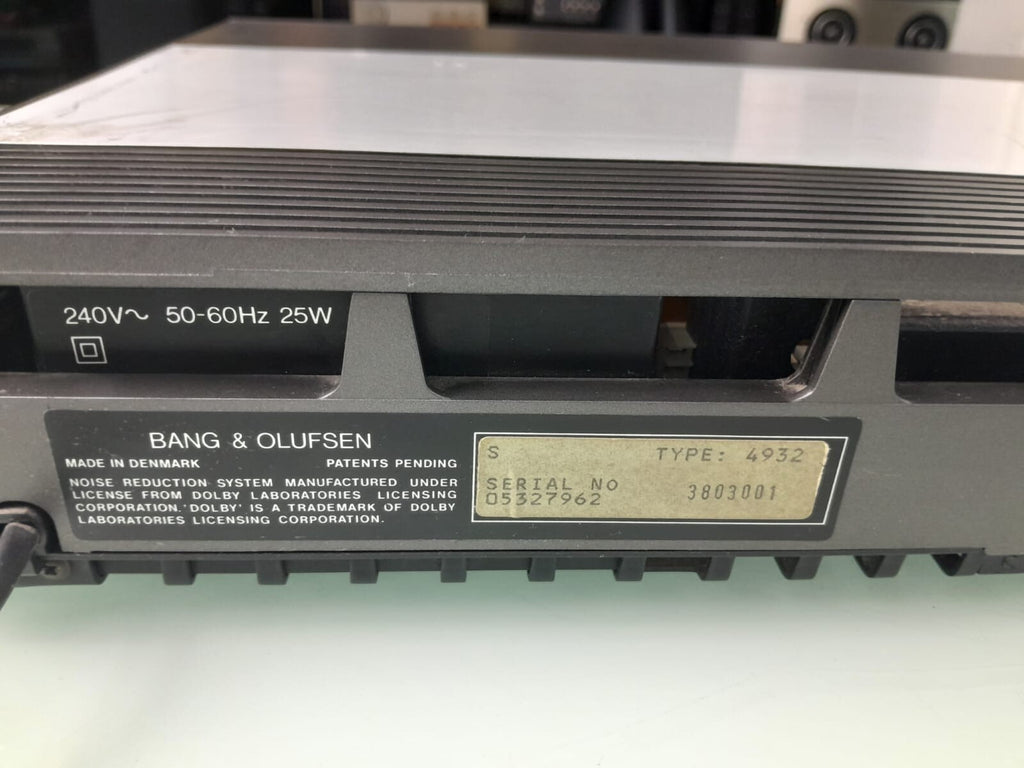 240V~ 50-60Hz 25W
BANG & OLUFSEN
MADE IN DENMARK PATENTS PENDING
NOISE REDUCTION SYSTEM MANUFACTURED UNDER
LICENSE FROM DOLBY LABORATORIES LICENSING
CORPORATION.'DOLBY' IS A TRADEMARK OF DOLBY
LABORATORIES LICENSING CORPORATION.
S TYPE: 4932
SERIAL NO
05327962 3803001